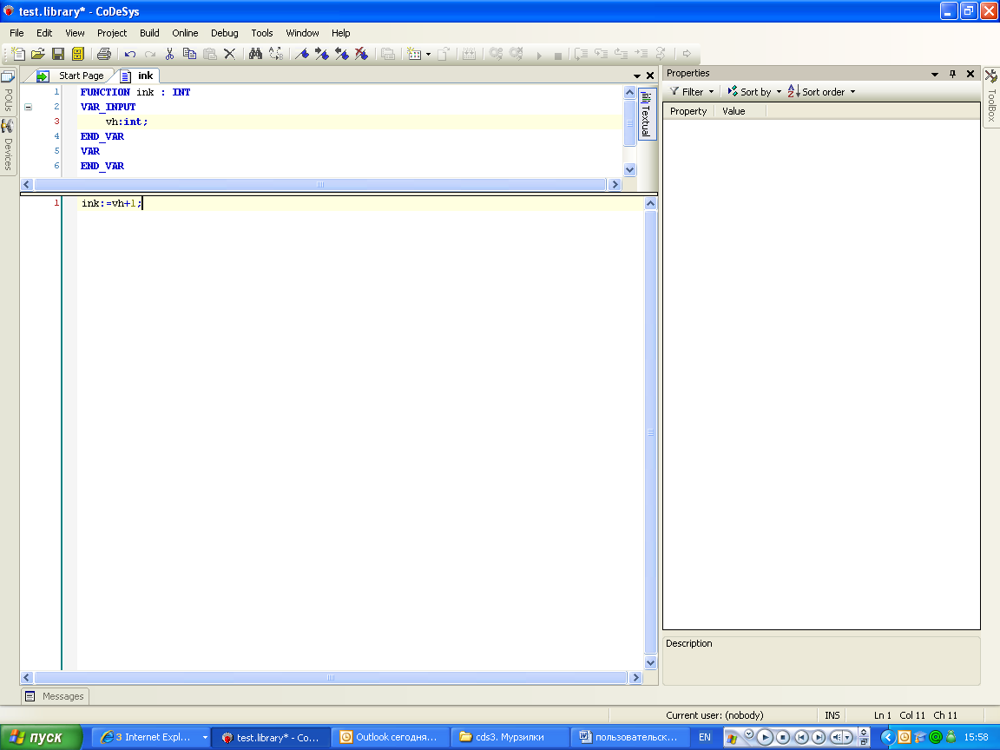 test.library* - CoDeSys
File Edit View Project Build Online Debug Tools Window Help
Start Page ink
POUs
Devices
1 FUNCTION ink : INT
2 VAR_INPUT
3 vh:int;
4 END_VAR
5 VAR
6 END_VAR
Textual
1 ink:=vh+1;
Properties
Filter Sort by Sort order
Property Value
ToolBox
Description
Messages
Current user: (nobody) INS Ln 1 Col 11 Ch 11
пуск 3 Internet Expl... test.library* - Co... Outlook сегодня... cds3. Мурзилки пользовательск... EN 15:58